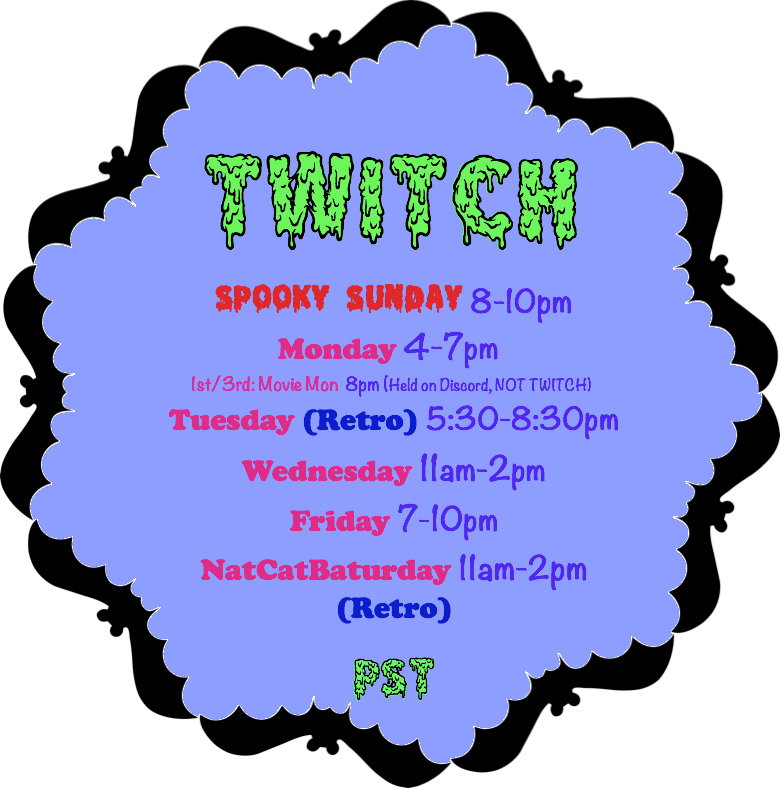 TWITCH
SPOOKY SUNDAY 8-10pm
Monday 4-7pm
1st/3rd: Movie Mon 8pm (Held on Discord, NOT TWITCH)
Tuesday (Retro) 5:30-8:30pm
Wednesday 11am-2pm
Friday 7-10pm
NatCatBaturday 11am-2pm
(Retro)
PST